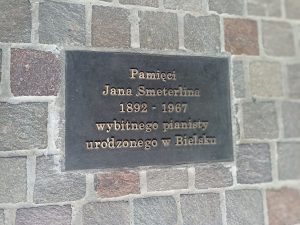 Pamięci
Jana Smeterlina
1892 - 1967
wybitnego pianisty
urodzonego w Bielsku